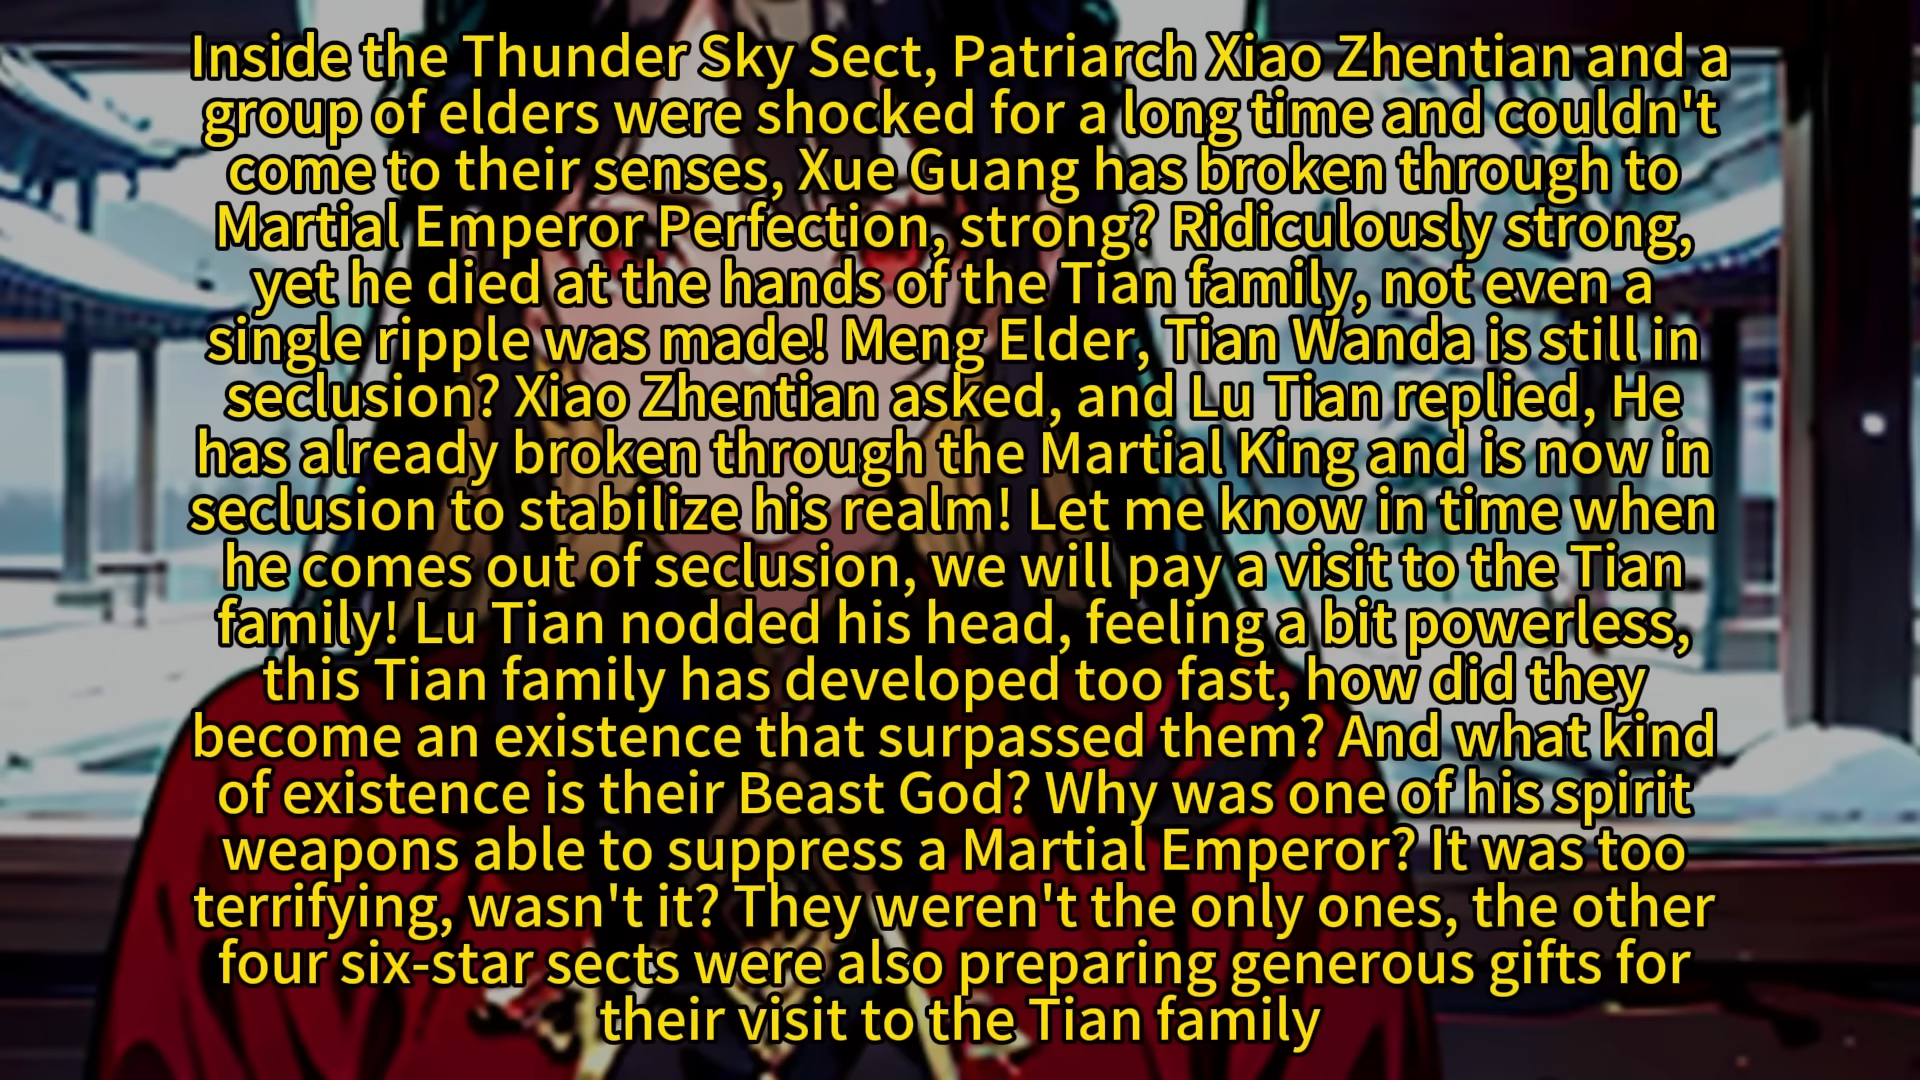 Inside the Thunder Sky Sect, Patriarch Xiao Zhentian and a
group of elders were shocked for a long time and couldn't
come to their senses, Xue Guang has broken through to
Martial Emperor Perfection, strong? Ridiculously strong,
yet he died at the hands of the Tian family, not even a
single ripple was made! Meng Elder, Tian Wanda is still in
seclusion? Xiao Zhentian asked, and Lu Tian replied, He
has already broken through the Martial King and is now in
seclusion to stabilize his realm! Let me know in time when
he comes out of seclusion, we will pay a visit to the Tian
family! Lu Tian nodded his head, feeling a bit powerless,
this Tian family has developed too fast, how did they
become an existence that surpassed them? And what kind
of existence is their Beast God? Why was one of his spirit
weapons able to suppress a Martial Emperor? It was too
terrifying, wasn't it? They weren't the only ones, the other
four six-star sects were also preparing generous gifts for
their visit to the Tian family